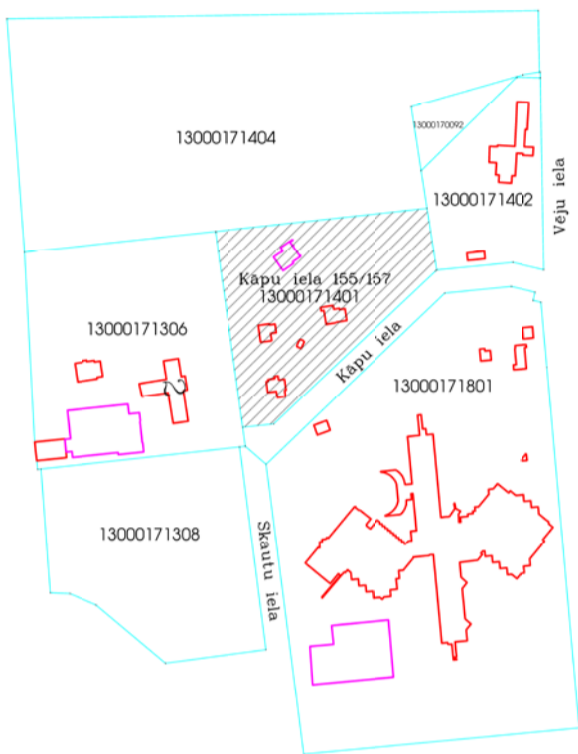 13000171404
13000170092
13000171402
Vēju iela
Kāpu iela 155/157
13000171401
13000171306
Kāpu iela
13000171801
13000171308
Skautu iela